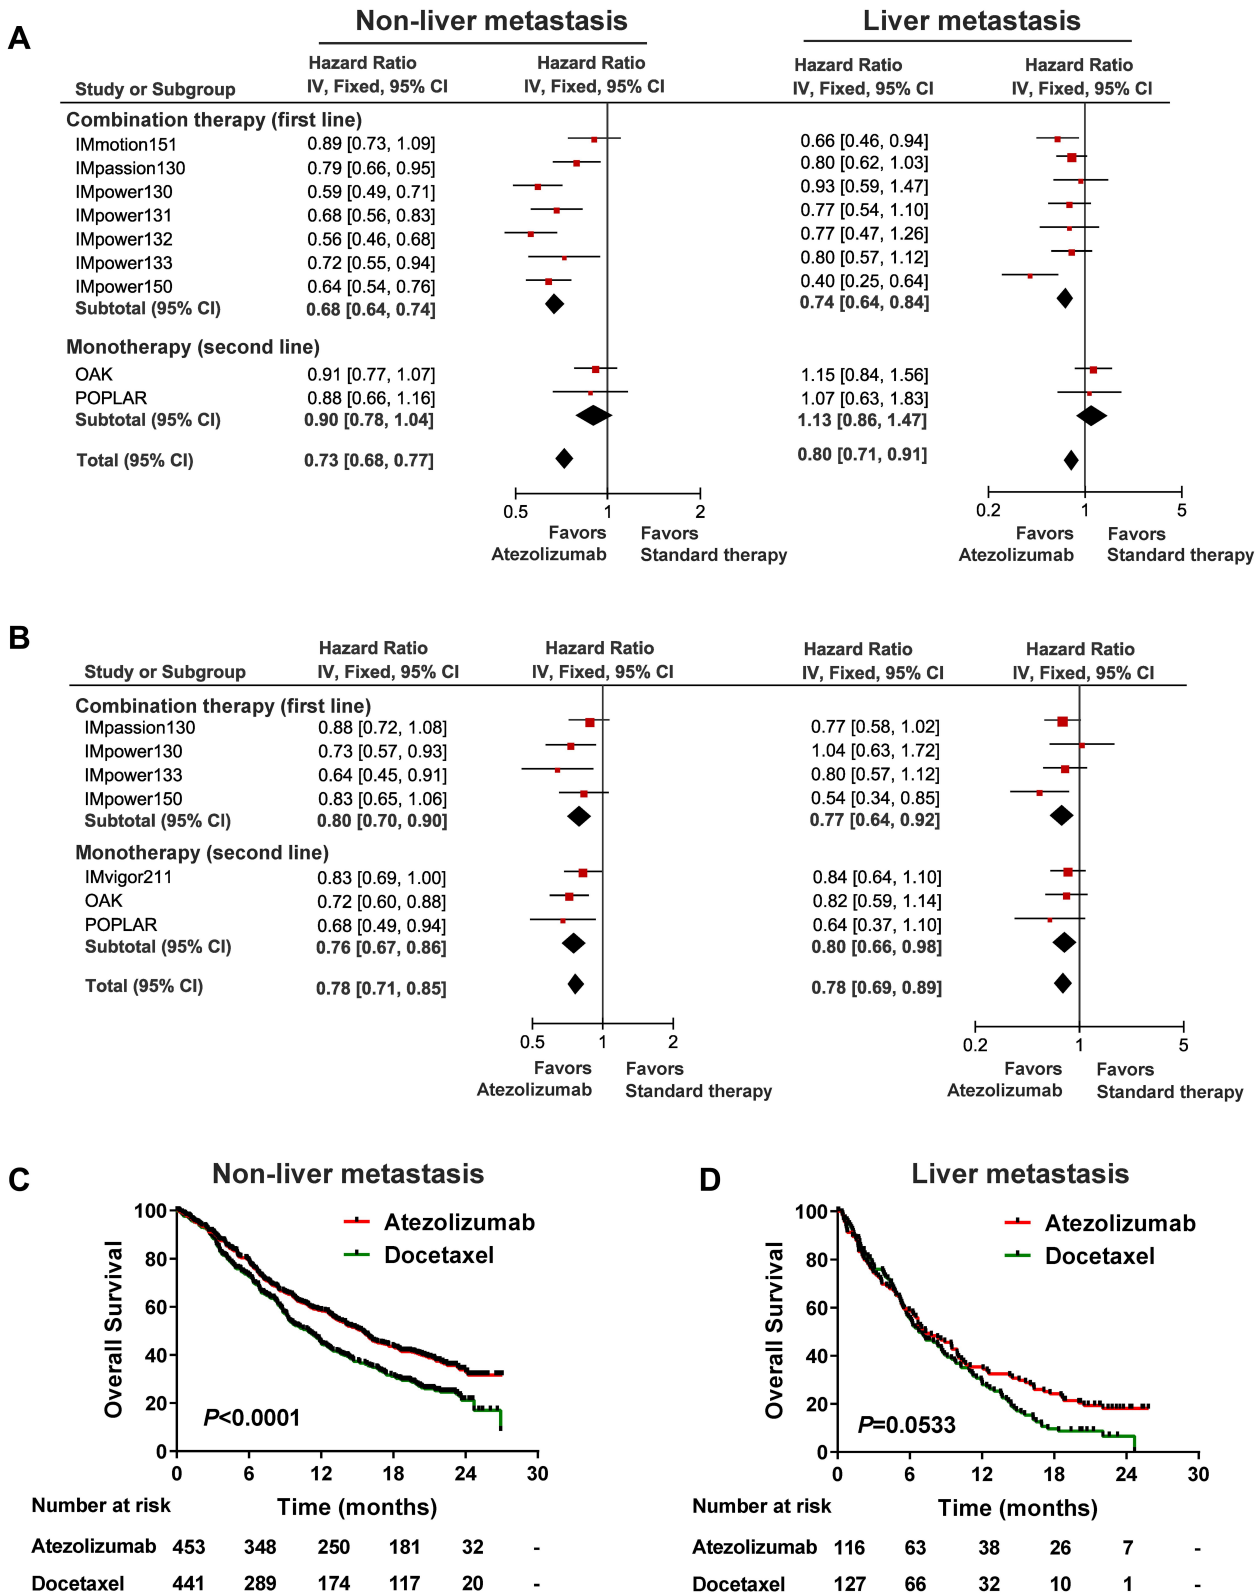 Non-liver metastasis
Liver metastasis
A
Hazard Ratio Hazard Ratio Hazard Ratio Hazard Ratio
Study or Subgroup IV, Fixed, 95% CI IV, Fixed, 95% CI IV, Fixed, 95% CI IV, Fixed, 95% CI
Combination therapy (first line)
IMmotion151 0.89 [0.73, 1.09] 0.66 [0.46, 0.94]
IMpassion130 0.79 [0.66, 0.95] 0.80 [0.62, 1.03]
IMpower130 0.59 [0.49, 0.71] 0.93 [0.59, 1.47]
IMpower131 0.68 [0.56, 0.83] 0.77 [0.54, 1.10]
IMpower132 0.56 [0.46, 0.68] 0.77 [0.47, 1.26]
IMpower133 0.72 [0.55, 0.94] 0.80 [0.57, 1.12]
IMpower150 0.64 [0.54, 0.76] 0.40 [0.25, 0.64]
Subtotal (95% CI) 0.68 [0.64, 0.74] 0.74 [0.64, 0.84]
Monotherapy (second line)
OAK 0.91 [0.77, 1.07] 1.15 [0.84, 1.56]
POPLAR 0.88 [0.66, 1.16] 1.07 [0.63, 1.83]
Subtotal (95% CI) 0.90 [0.78, 1.04] 1.13 [0.86, 1.47]
Total (95% CI) 0.73 [0.68, 0.77] 0.80 [0.71, 0.91]
0.5 1 2 0.2 1 5
Favors Favors Favors Favors
Atezolizumab Standard therapy Atezolizumab Standard therapy
B
Hazard Ratio Hazard Ratio Hazard Ratio Hazard Ratio
Study or Subgroup IV, Fixed, 95% CI IV, Fixed, 95% CI IV, Fixed, 95% CI IV, Fixed, 95% CI
Combination therapy (first line)
IMpassion130 0.88 [0.72, 1.08] 0.77 [0.58, 1.02]
IMpower130 0.73 [0.57, 0.93] 1.04 [0.63, 1.72]
IMpower133 0.64 [0.45, 0.91] 0.80 [0.57, 1.12]
IMpower150 0.83 [0.65, 1.06] 0.54 [0.34, 0.85]
Subtotal (95% CI) 0.80 [0.70, 0.90] 0.77 [0.64, 0.92]
Monotherapy (second line)
IMvigor211 0.83 [0.69, 1.00] 0.84 [0.64, 1.10]
OAK 0.72 [0.60, 0.88] 0.82 [0.59, 1.14]
POPLAR 0.68 [0.49, 0.94] 0.64 [0.37, 1.10]
Subtotal (95% CI) 0.76 [0.67, 0.86] 0.80 [0.66, 0.98]
Total (95% CI) 0.78 [0.71, 0.85] 0.78 [0.69, 0.89]
0.5 1 2 0.2 1 5
Favors Favors Favors Favors
Atezolizumab Standard therapy Atezolizumab Standard therapy
C
Non-liver metastasis
Overall Survival
100
80
60
40
20
0
Atezolizumab
Docetaxel
P<0.0001
0 6 12 18 24 30
Number at risk Time (months)
Atezolizumab 453 348 250 181 32 -
Docetaxel 441 289 174 117 20 -
D
Liver metastasis
Overall Survival
100
80
60
40
20
0
Atezolizumab
Docetaxel
P=0.0533
0 6 12 18 24 30
Number at risk Time (months)
Atezolizumab 116 63 38 26 7 -
Docetaxel 127 66 32 10 1 -